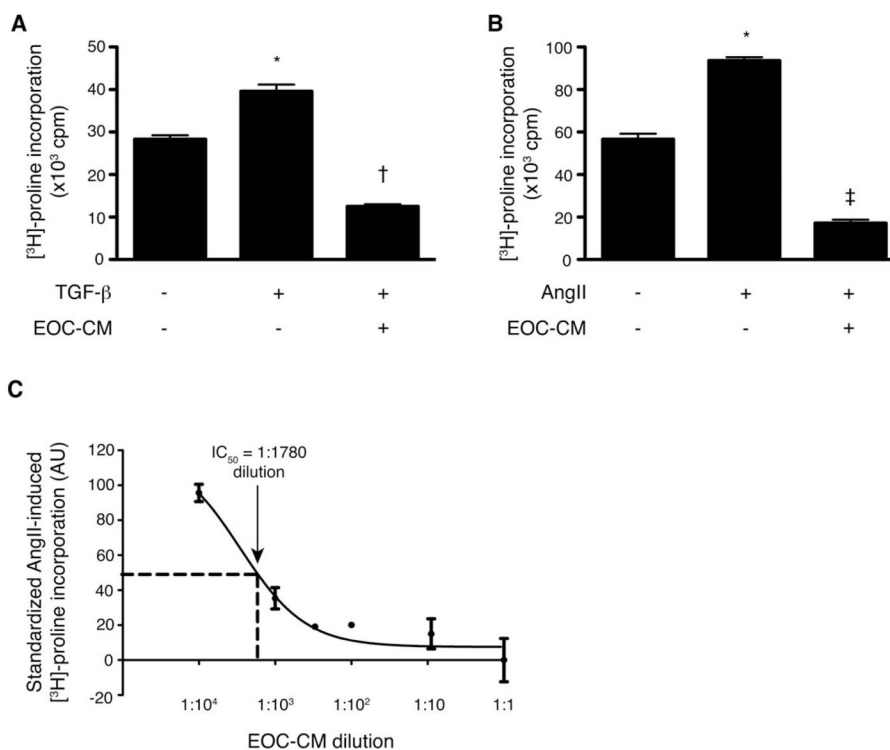 A
[³H]-proline incorporation
(x10³ cpm)
50
40
30
20
10
0
*
†
TGF-β - + +
EOC-CM - - +
B
[³H]-proline incorporation
(x10³ cpm)
100
80
60
40
20
0
*
‡
AngII - + +
EOC-CM - - +
C
Standardized AngII-induced
[³H]-proline incorporation (AU)
120
100
80
60
40
20
0
-20
IC₅₀ = 1:1780
dilution
1:10⁴ 1:10³ 1:10² 1:10 1:1
EOC-CM dilution